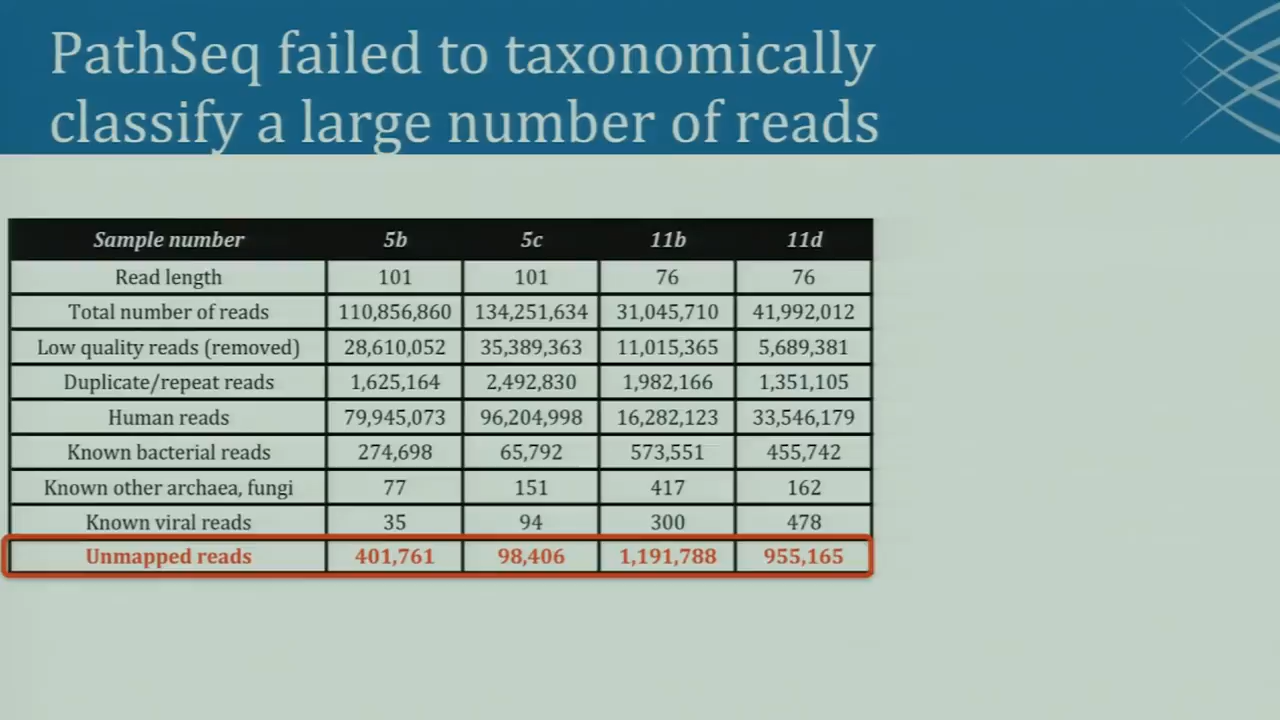 PathSeq failed to taxonomically
classify a large number of reads
Sample number 5b 5c 11b 11d
Read length 101 101 76 76
Total number of reads 110,856,860 134,251,634 31,045,710 41,992,012
Low quality reads (removed) 28,610,052 35,389,363 11,015,365 5,689,381
Duplicate/repeat reads 1,625,164 2,492,830 1,982,166 1,351,105
Human reads 79,945,073 96,204,998 16,282,123 33,546,179
Known bacterial reads 274,698 65,792 573,551 455,742
Known other archaea, fungi 77 151 417 162
Known viral reads 35 94 300 478
Unmapped reads 401,761 98,406 1,191,788 955,165